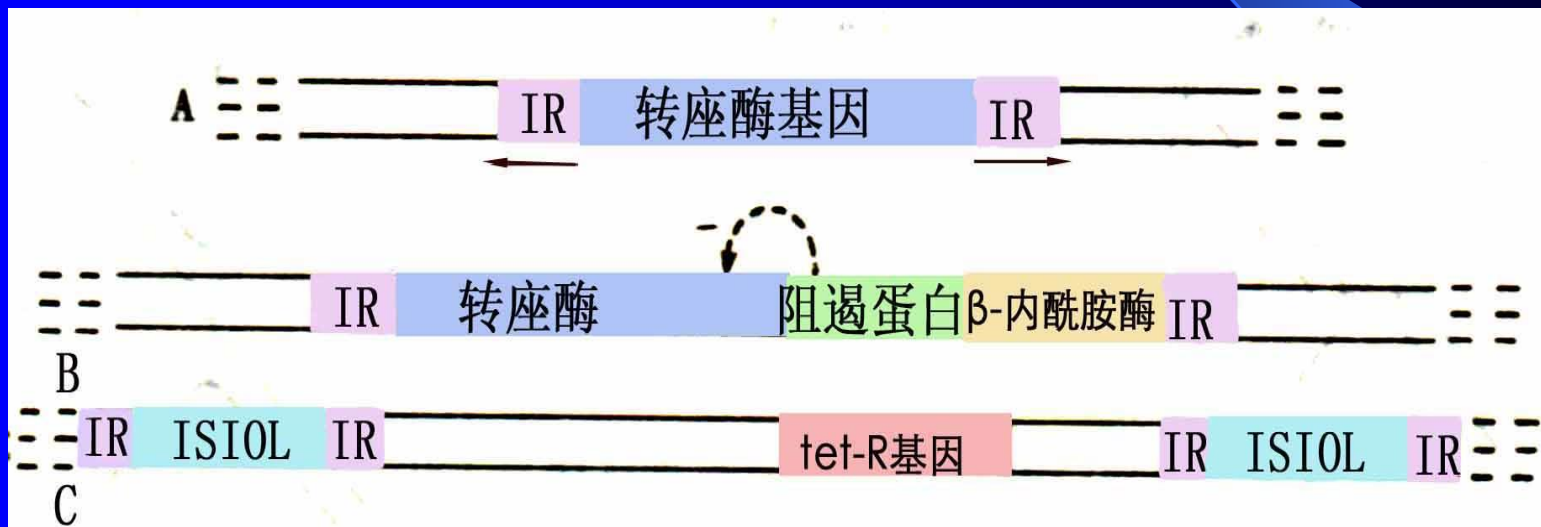 A IR 转座酶基因 IR
-
IR 转座酶 阻遏蛋白 β-内酰胺酶 IR
B
IR ISIOL IR tet-R基因 IR ISIOL IR
C